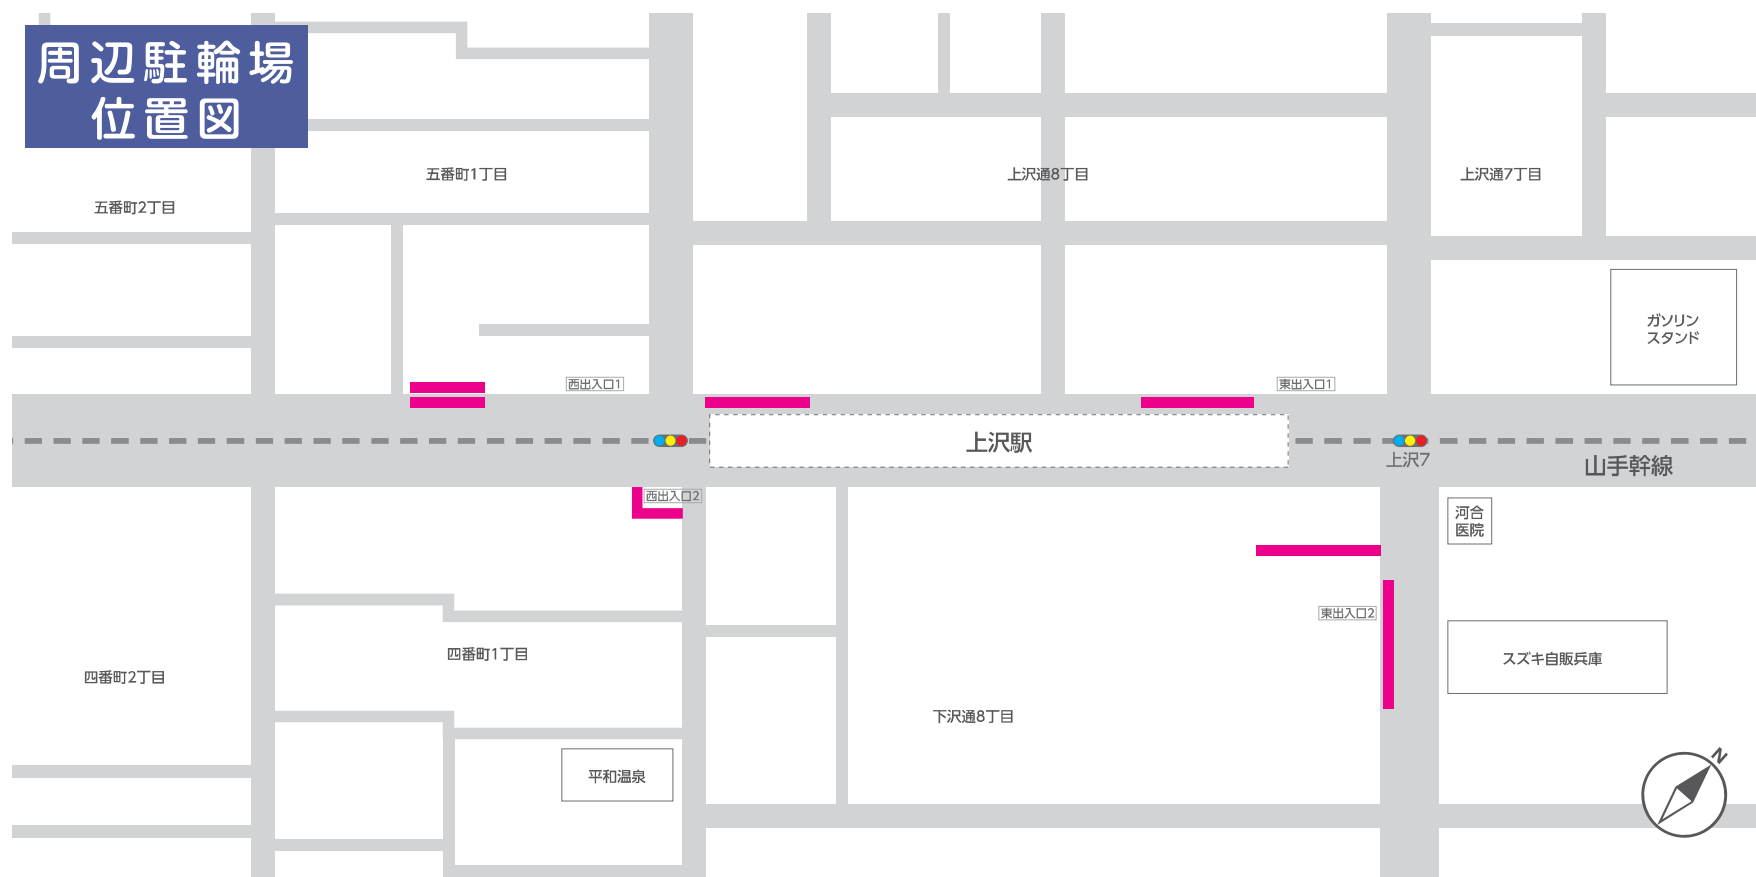 周辺駐輪場
位置図
五番町1丁目
上沢通8丁目
上沢通7丁目
五番町2丁目
ガソリン
スタンド
西出入口1
東出入口1
上沢駅
上沢7
山手幹線
西出入口2
河合
医院
東出入口2
四番町1丁目
スズキ自販兵庫
四番町2丁目
下沢通8丁目
平和温泉
N